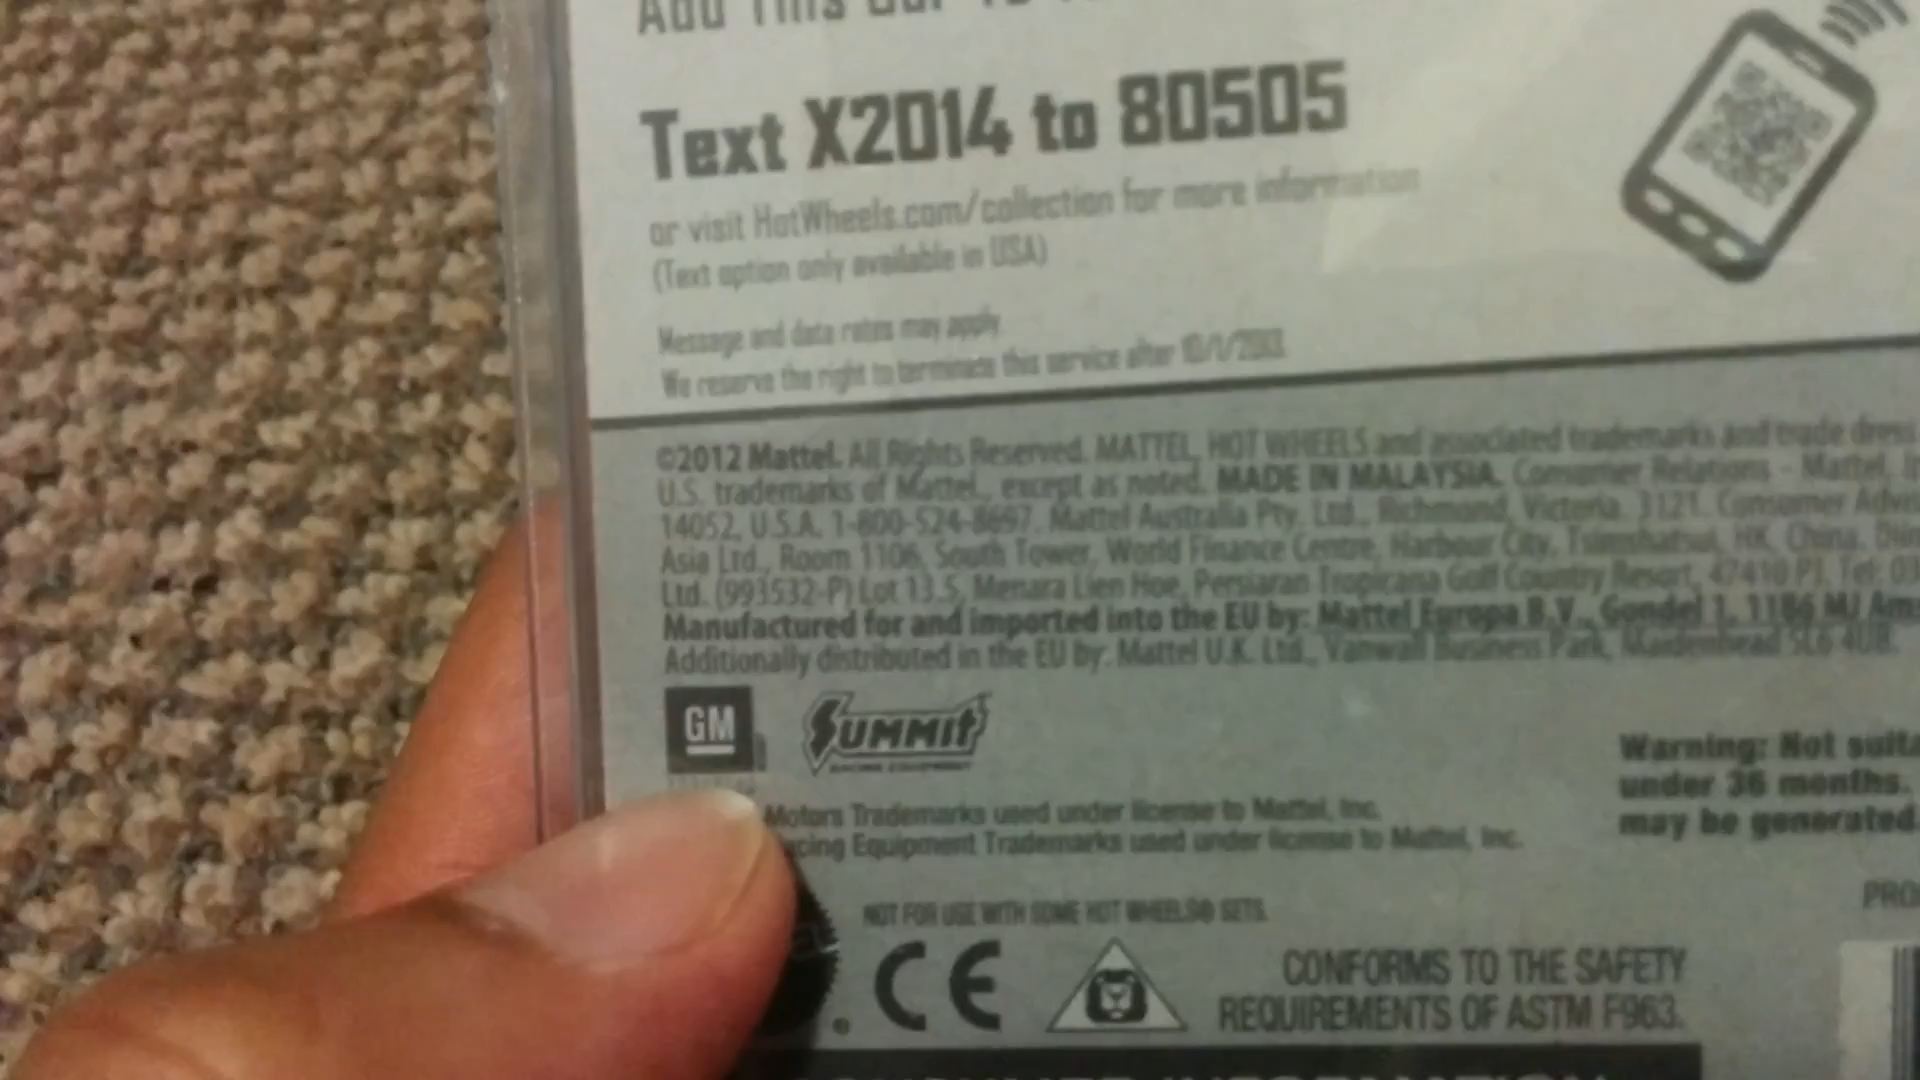 Add This Car To
Text X2014 to 80505
or visit HotWheels.com/collection for more information
(Text option only available in USA)
Message and data rates may apply
We reserve the right to terminate this service after
©2012 Mattel. All Rights Reserved. MATTEL, HOT WHEELS and associated trademarks and trade dress
U.S. trademarks of Mattel, except as noted. MADE IN MALAYSIA. Consumer Relations - Mattel,
14052, U.S.A. 1-800-524-8697. Mattel Australia Pty. Ltd., Richmond, Victoria. 3121. Consumer
Asia Ltd., Room 1106, South Tower, World Finance Centre, Harbour City, Tsimshatsui, HK, China.
Ltd. (993532-P) Lot 13.5, Menara Lien Hoe, Persiaran Tropicana Golf Country Resort, 47410 PJ. Tel: 03
Manufactured for and imported into the EU by: Mattel Europa B.V., Gondel 1, 1186 MJ
Additionally distributed in the EU by: Mattel U.K. Ltd., Vanwall Business Park, Maidenhead SL6 4UB.
GM
SUMMIT
RACING EQUIPMENT
Warning: Not
under 36 months.
may be generated.
Motors Trademarks used under license to Mattel, Inc.
Equipment Trademarks used under license to Mattel, Inc.
NOT FOR USE WITH SOME HOT WHEELS® SETS.
CE
CONFORMS TO THE SAFETY
REQUIREMENTS OF ASTM F963.